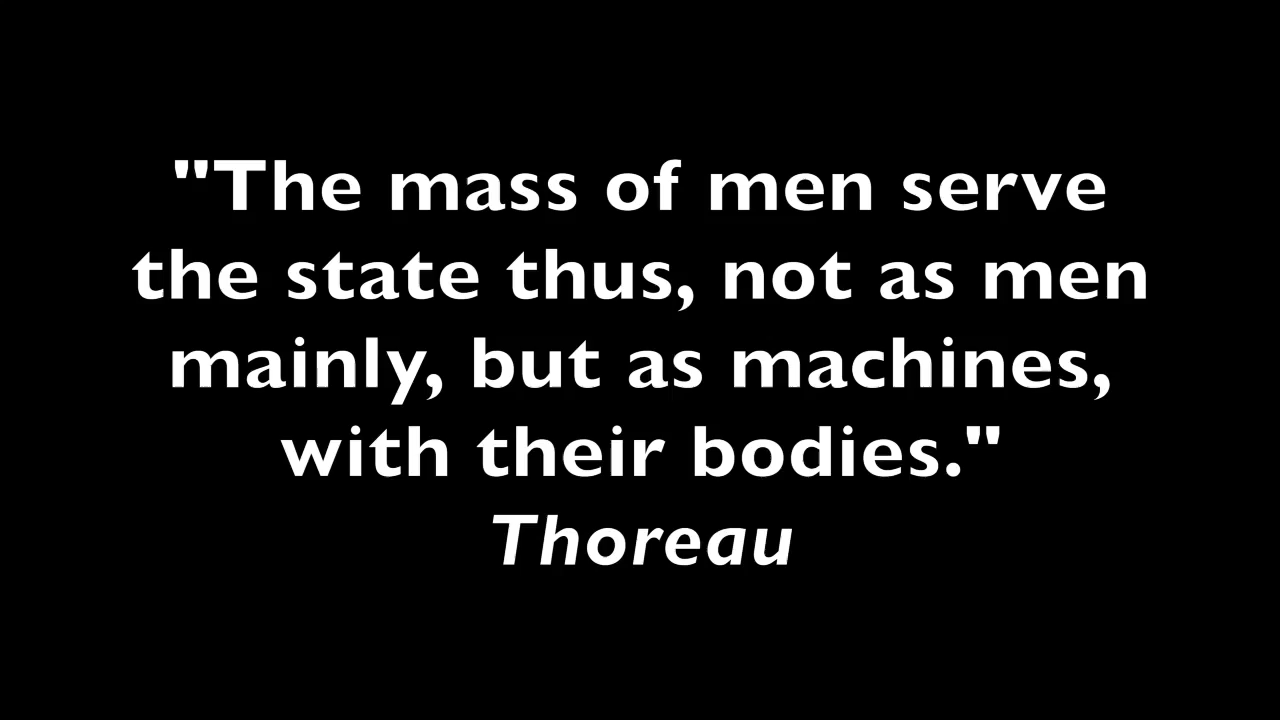 "The mass of men serve
the state thus, not as men
mainly, but as machines,
with their bodies."
Thoreau